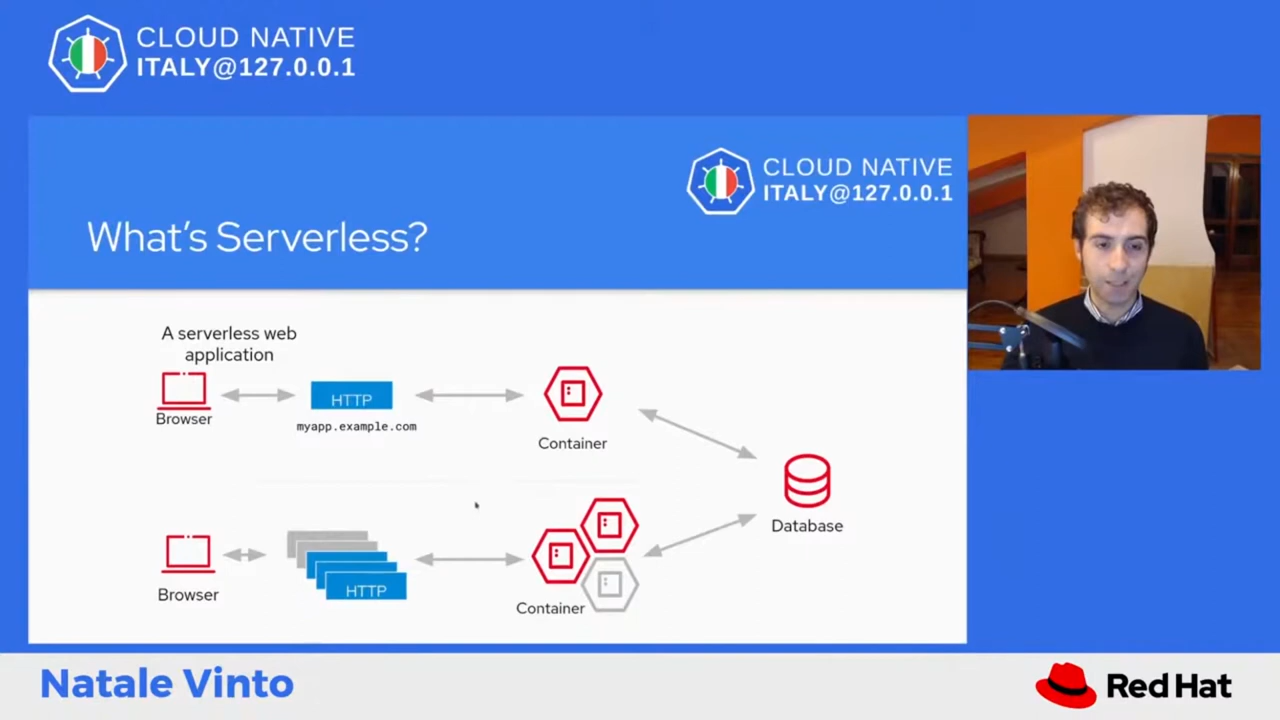 CLOUD NATIVE
ITALY@127.0.0.1
CLOUD NATIVE
ITALY@127.0.0.1
What's Serverless?
A serverless web
application
Browser
HTTP
myapp.example.com
Container
Database
Browser
HTTP
Container
Natale Vinto
Red Hat